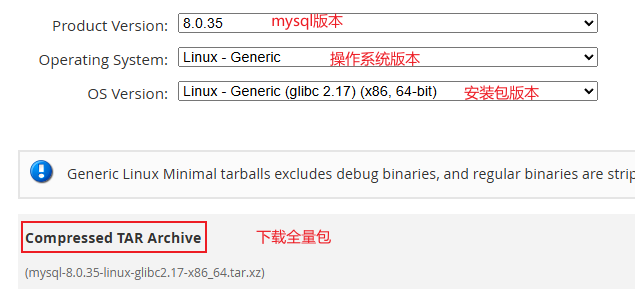 Product Version: 8.0.35 mysql版本
Operating System: Linux - Generic 操作系统版本
OS Version: Linux - Generic (glibc 2.17) (x86, 64-bit) 安装包版本
Generic Linux Minimal tarballs excludes debug binaries, and regular binaries are strip
Compressed TAR Archive 下载全量包
(mysql-8.0.35-linux-glibc2.17-x86_64.tar.xz)